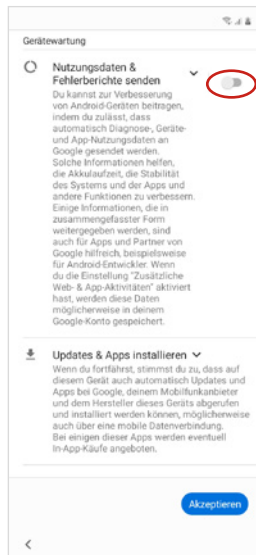 Gerätewartung
Nutzungsdaten &
Fehlerberichte senden
Du kannst zur Verbesserung
von Android-Geräten beitragen,
indem du zulässt, dass
automatisch Diagnose-, Geräte-
und App-Nutzungsdaten an
Google gesendet werden.
Solche Informationen helfen,
die Akkulaufzeit, die Stabilität
des Systems und der Apps und
andere Funktionen zu verbessern.
Einige Informationen, die in
zusammengefasster Form
weitergegeben werden, sind
auch für Apps und Partner von
Google hilfreich, beispielsweise
für Android-Entwickler. Wenn
du die Einstellung "Zusätzliche
Web- & App-Aktivitäten" aktiviert
hast, werden diese Daten
möglicherweise in deinem
Google-Konto gespeichert.
Updates & Apps installieren
Wenn du fortfährst, stimmst du zu, dass auf
diesem Gerät auch automatisch Updates und
Apps bei Google, deinem Mobilfunkanbieter
und dem Hersteller dieses Geräts abgerufen
und installiert werden können, möglicherweise
auch über eine mobile Datenverbindung.
Bei einigen dieser Apps werden eventuell
In-App-Käufe angeboten.
Akzeptieren